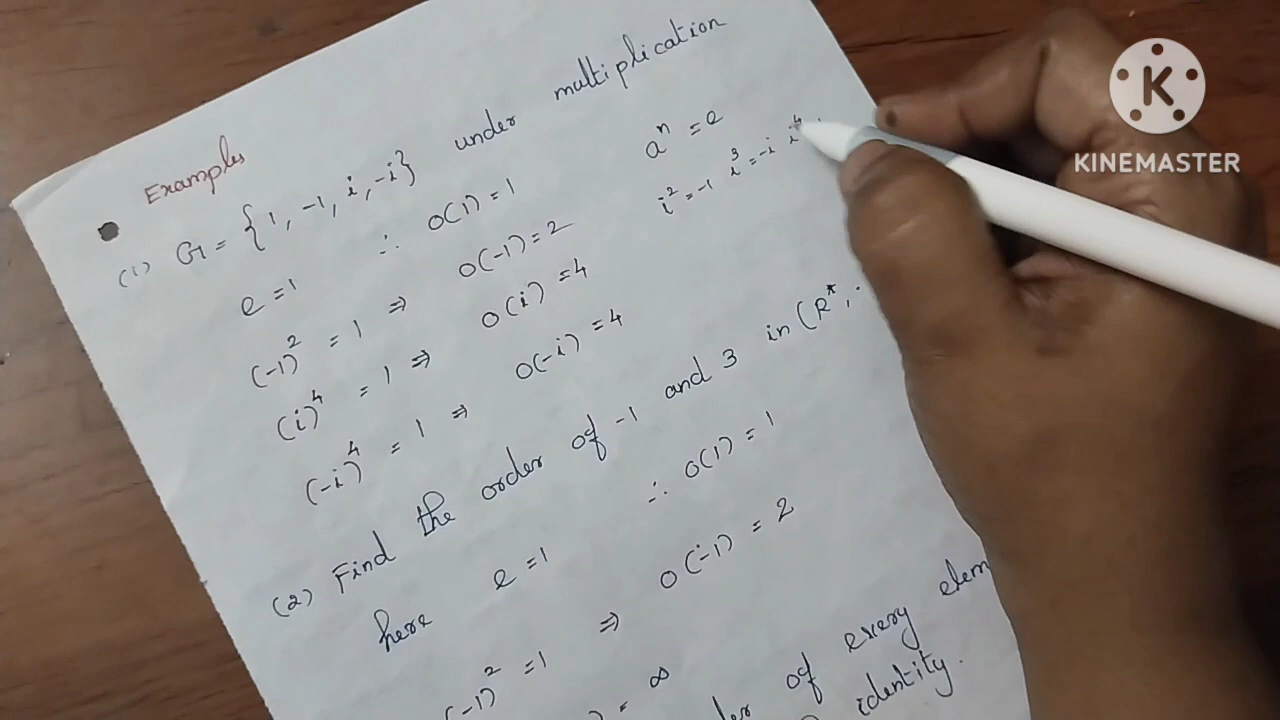 Examples
(1) G = {1, -1, i, -i} under multiplication
e = 1 ∴ o(1) = 1
aⁿ = e
(-1)² = 1 ⇒ o(-1) = 2
i² = -1 i³ = -i i⁴
(i)⁴ = 1 ⇒ o(i) = 4
(-i)⁴ = 1 ⇒ o(-i) = 4
(2) Find the order of -1 and 3 in (R*, .
here e = 1 ∴ o(1) = 1
(-1)² = 1 ⇒ o(-1) = 2
) = ∞
of every elem
identity.
K
KINEMASTER